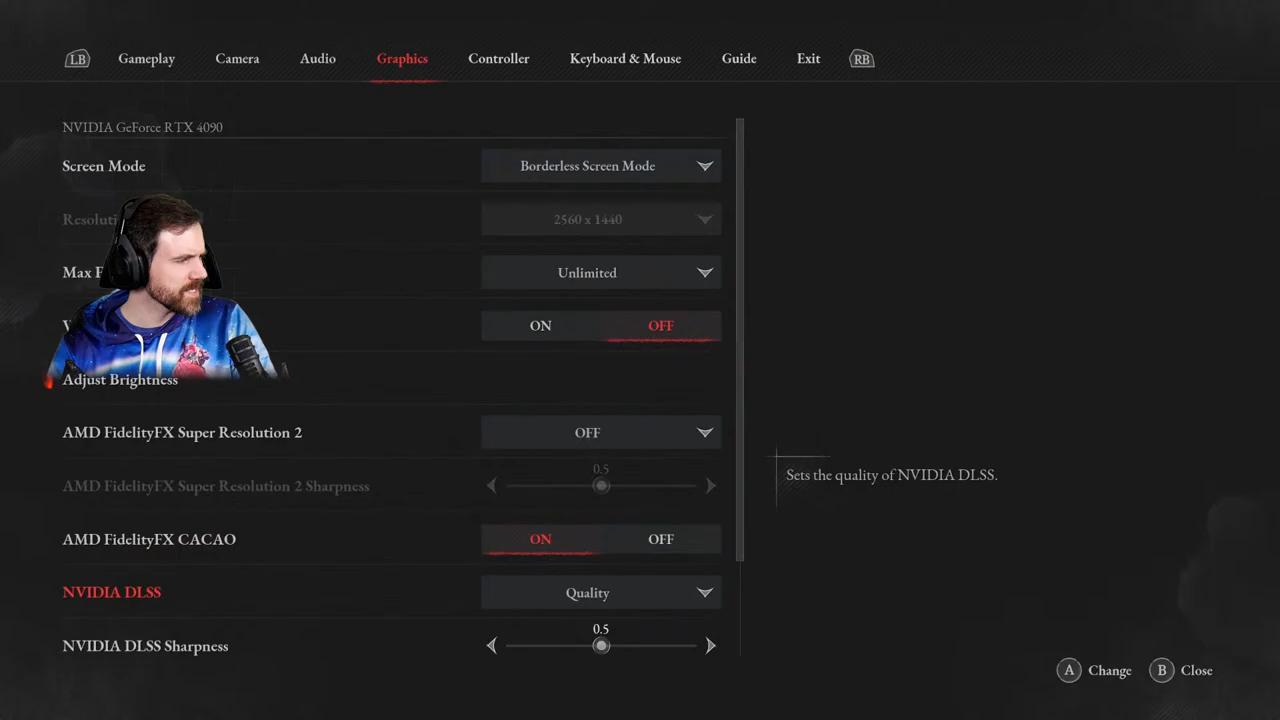 LB Gameplay Camera Audio Graphics Controller Keyboard & Mouse Guide Exit RB
NVIDIA GeForce RTX 4090
Screen Mode Borderless Screen Mode
2560 x 1440
Max Unlimited
ON OFF
Adjust Brightness
AMD FidelityFX Super Resolution 2 OFF
0.5
AMD FidelityFX Super Resolution 2 Sharpness
Sets the quality of NVIDIA DLSS.
AMD FidelityFX CACAO ON OFF
NVIDIA DLSS Quality
0.5
NVIDIA DLSS Sharpness
A Change B Close